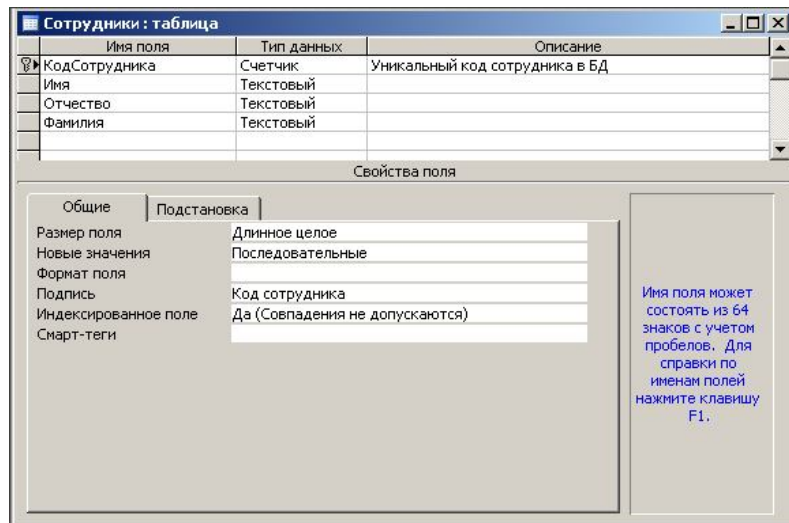 Сотрудники : таблица
Имя поля Тип данных Описание
КодСотрудника Счетчик Уникальный код сотрудника в БД
Имя Текстовый
Отчество Текстовый
Фамилия Текстовый
Свойства поля
Общие Подстановка
Размер поля Длинное целое
Новые значения Последовательные
Формат поля
Подпись Код сотрудника
Индексированное поле Да (Совпадения не допускаются)
Смарт-теги
Имя поля может
состоять из 64
знаков с учетом
пробелов. Для
справки по
именам полей
нажмите клавишу
F1.